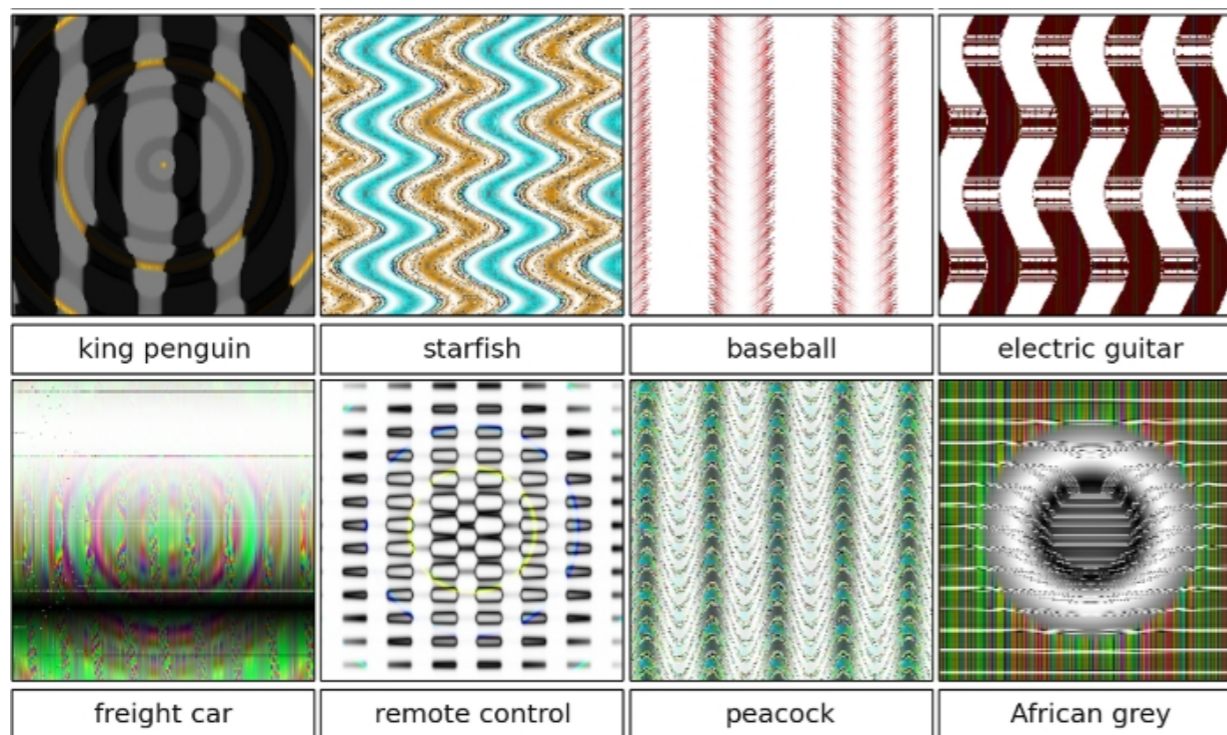 king penguin
starfish
baseball
electric guitar
freight car
remote control
peacock
African grey